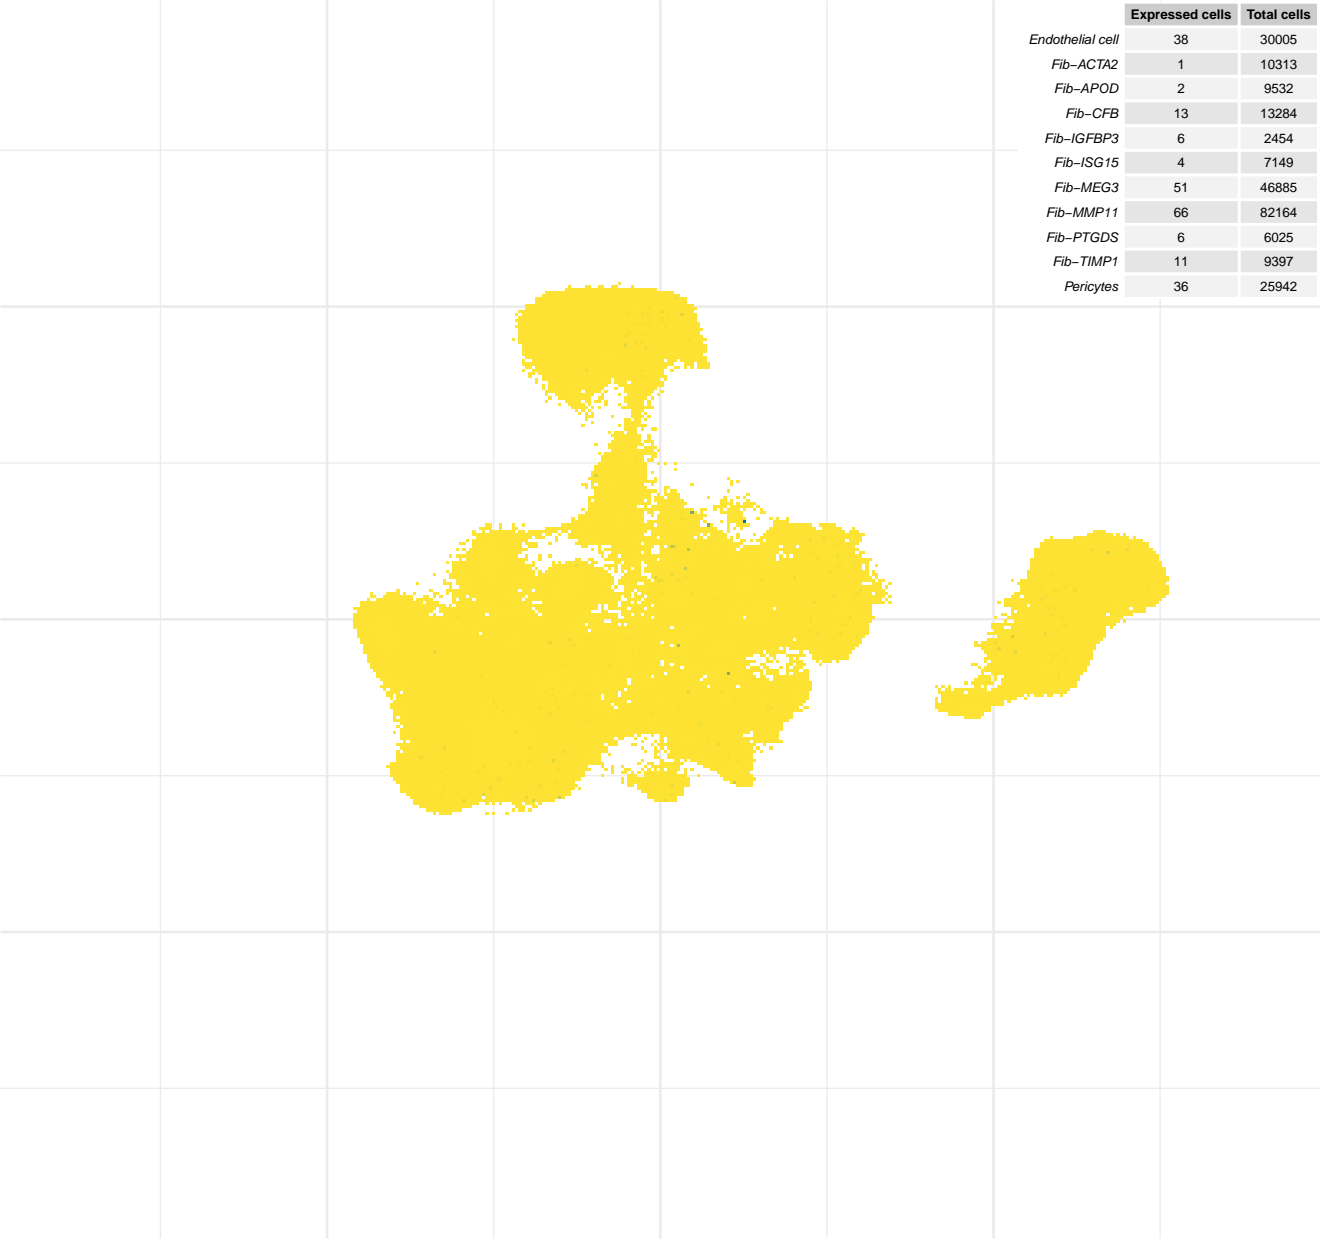 Expressed cells Total cells
Endothelial cell 38 30005
Fib−ACTA2 1 10313
Fib−APOD 2 9532
Fib−CFB 13 13284
Fib−IGFBP3 6 2454
Fib−ISG15 4 7149
Fib−MEG3 51 46885
Fib−MMP11 66 82164
Fib−PTGDS 6 6025
Fib−TIMP1 11 9397
Pericytes 36 25942